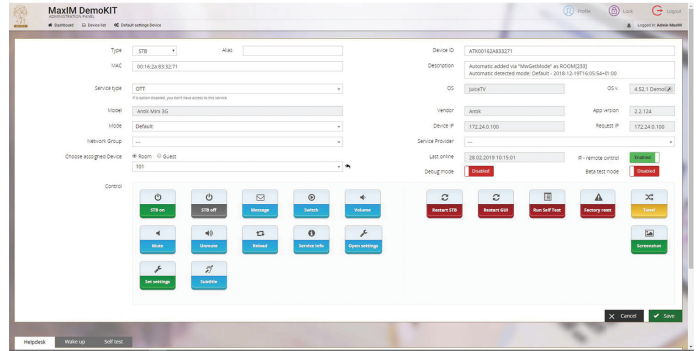 MaxIM DemoKIT
ADMINISTRATION PANEL
Profile
Lock
Logout
Dashboard Device list Default settings Device
Logged in: Admin MaxIM
Type STB Alias Device ID ATK00162A833271
MAC 00:16:2a:83:32:71 Description Automatic added via "MwGetMode" as ROOM[233]
Automatic detected mode: Default - 2018-12-19T16:05:54+01:00
Service type OTT OS JuiceTV OS v. 4.52.1 Demo
If option disabled, you don't have access to this service
Model Antik Mini 3G Vendor Antik App version 2.2.124
Mode Default Device IP 172.24.0.100 Request IP 172.24.0.100
Network Group --- Service Provider ---
Choose asssigned Device Room Guest Last online 28.02.2019 10:15:01 IR - remote control Enabled
101 Debug mode Disabled Beta test mode Disabled
Control
STB on STB off Message Switch Volume Restart STB Restart GUI Run Self Test Factory reset
Mute Unmute Reload Service Info Open settings Screenshot
Set settings Subtitle
Cancel Save
Helpdesk Wake up Self test